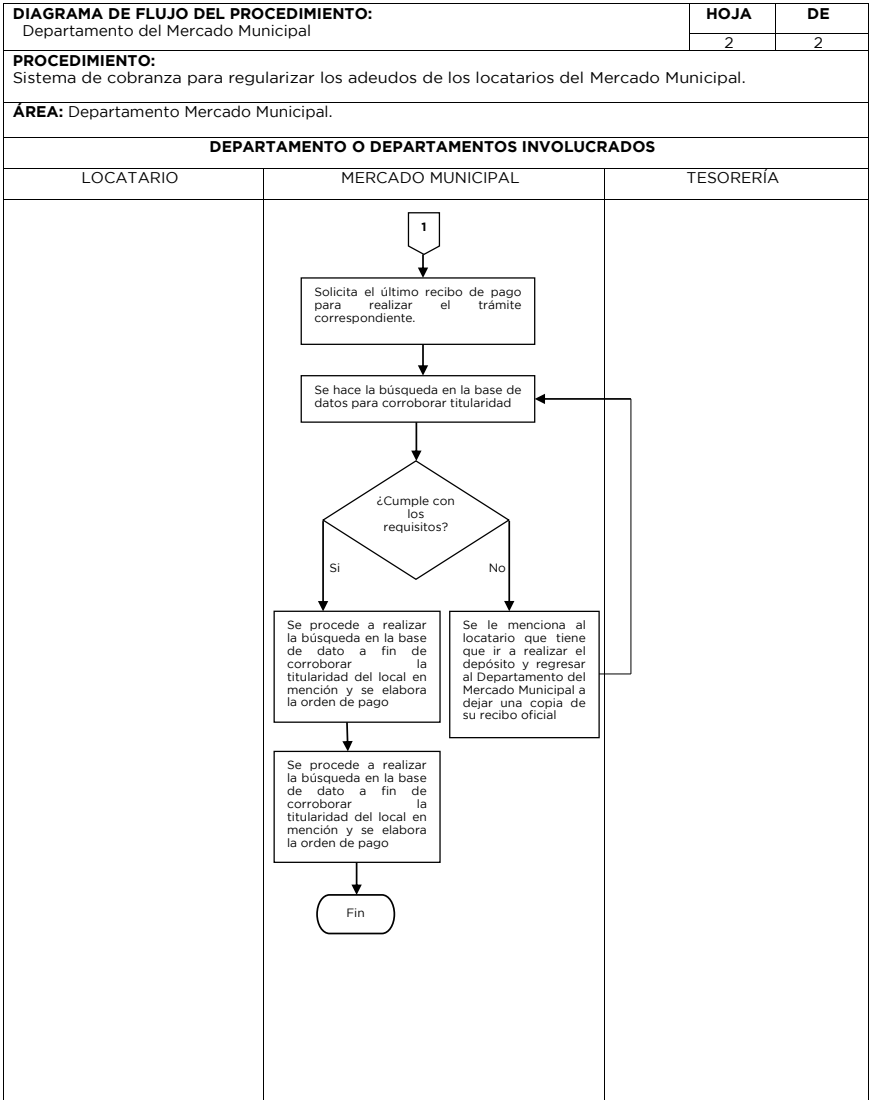 DIAGRAMA DE FLUJO DEL PROCEDIMIENTO:
Departamento del Mercado Municipal
HOJA
DE
2
2
PROCEDIMIENTO:
Sistema de cobranza para regularizar los adeudos de los locatarios del Mercado Municipal.
ÁREA: Departamento Mercado Municipal.
DEPARTAMENTO O DEPARTAMENTOS INVOLUCRADOS
LOCATARIO
MERCADO MUNICIPAL
TESORERÍA
1
Solicita el último recibo de pago
para realizar el trámite
correspondiente.
Se hace la búsqueda en la base de
datos para corroborar titularidad
¿Cumple con
los
requisitos?
Si
No
Se procede a realizar
la búsqueda en la base
de dato a fin de
corroborar la
titularidad del local en
mención y se elabora
la orden de pago
Se le menciona al
locatario que tiene
que ir a realizar el
depósito y regresar
al Departamento del
Mercado Municipal a
dejar una copia de
su recibo oficial
Se procede a realizar
la búsqueda en la base
de dato a fin de
corroborar la
titularidad del local en
mención y se elabora
la orden de pago
Fin